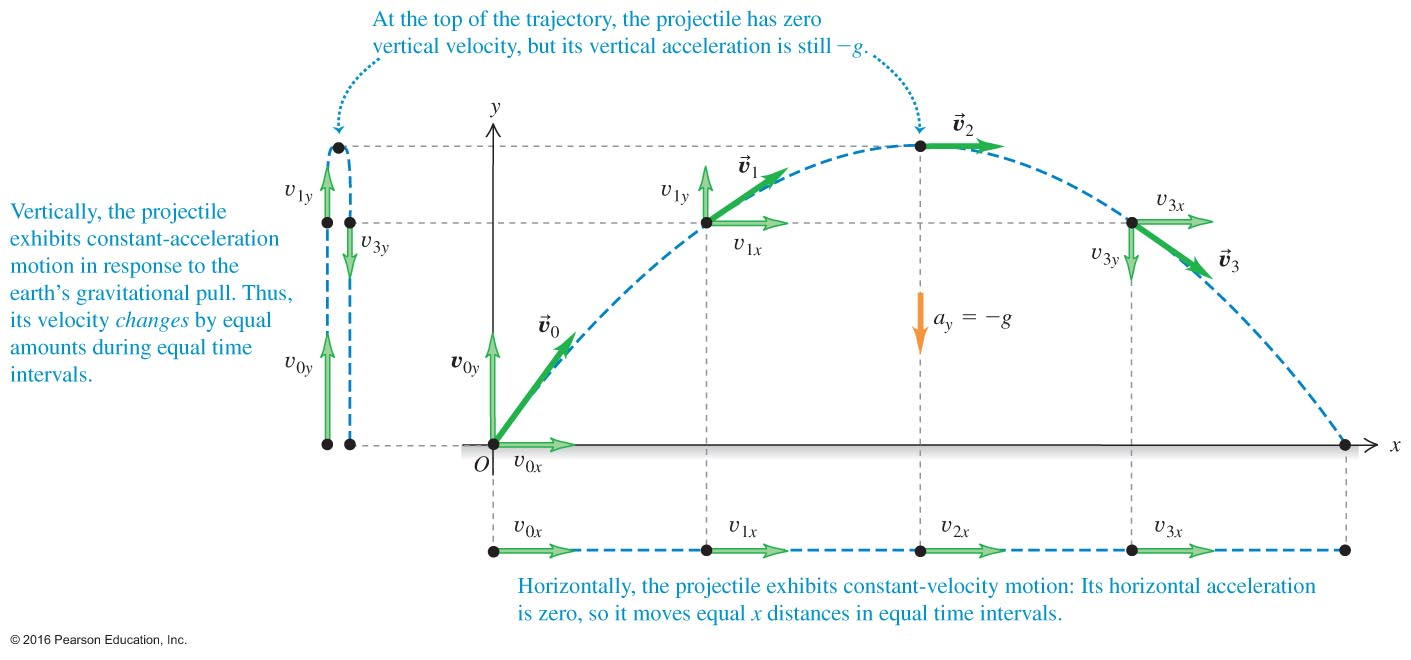 At the top of the trajectory, the projectile has zero
vertical velocity, but its vertical acceleration is still −g.
y
v⃗2
v⃗1
v1y
v1y
v3x
Vertically, the projectile
exhibits constant-acceleration
motion in response to the
earth’s gravitational pull. Thus,
its velocity changes by equal
amounts during equal time
intervals.
v3y
v1x
v3y
v⃗3
v⃗0
ay = −g
v0y
v0y
O
v0x
x
v0x
v1x
v2x
v3x
Horizontally, the projectile exhibits constant-velocity motion: Its horizontal acceleration
is zero, so it moves equal x distances in equal time intervals.
© 2016 Pearson Education, Inc.